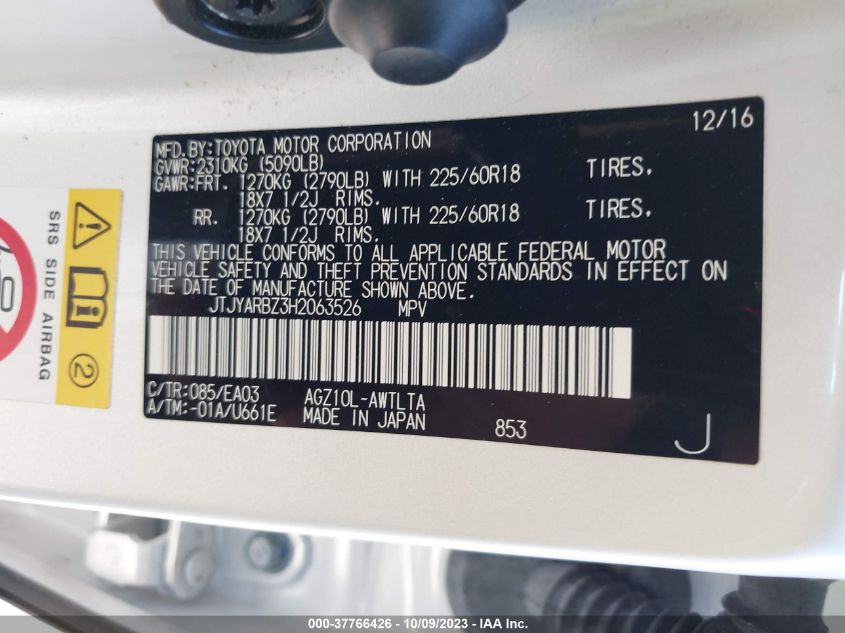 12/16
MFD.BY:TOYOTA MOTOR CORPORATION
GVWR:2310KG (5090LB)
GAWR:FRT. 1270KG (2790LB) WITH 225/60R18 TIRES.
18X7 1/2J RIMS.
RR. 1270KG (2790LB) WITH 225/60R18 TIRES.
18X7 1/2J RIMS.
THIS VEHICLE CONFORMS TO ALL APPLICABLE FEDERAL MOTOR
VEHICLE SAFETY AND THEFT PREVENTION STANDARDS IN EFFECT ON
THE DATE OF MANUFACTURE SHOWN ABOVE.
JTJYARBZ3H2063526 MPV
C/TR:085/EA03 AGZ10L-AWTLTA
A/TM:-01A/U661E MADE IN JAPAN 853
J
SRS SIDE AIRBAG
2
000-37766426 - 10/09/2023 - IAA Inc.